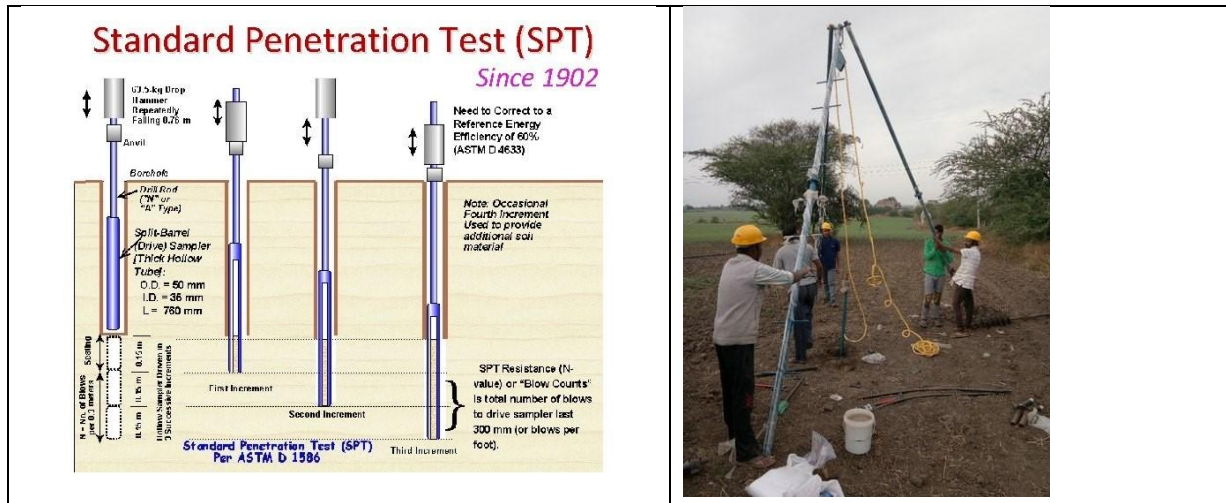 Standard Penetration Test (SPT)
Since 1902
63.5-kg Drop
Hammer
Repeatedly
Falling 0.76 m
Anvil
Borehole
Drill Rod
("N" or
"A" Type)
Split-Barrel
(Drive) Sampler
[Thick Hollow
Tube]:
O.D. = 50 mm
I.D. = 35 mm
L = 760 mm
Need to Correct to a
Reference Energy
Efficiency of 60%
(ASTM D 4633)
Note: Occasional
Fourth Increment
Used to provide
additional soil
material
Seating
0.15 m
0.15 m
0.15 m
N = No. of Blows
per 0.3 meters
Hollow Sampler Driven in
3 Successive Increments
First Increment
Second Increment
Third Increment
SPT Resistance (N-
value) or "Blow Counts"
is total number of blows
to drive sampler last
300 mm (or blows per
foot).
Standard Penetration Test (SPT)
Per ASTM D 1586